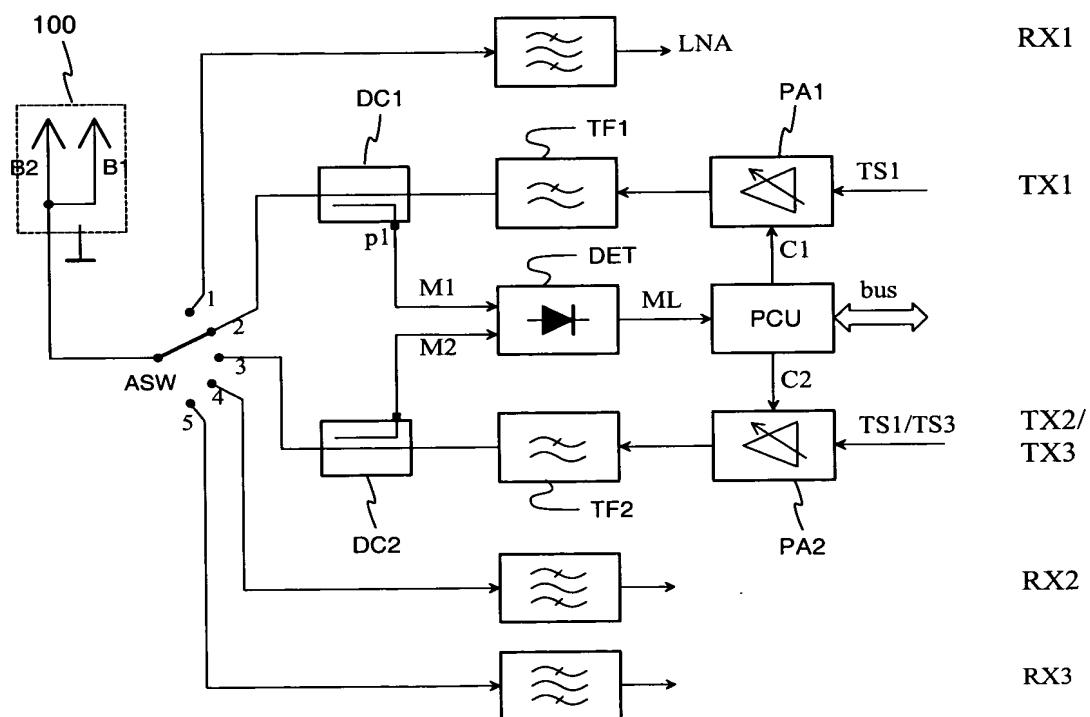 100
LNA
RX1
DC1
PA1
TF1
B2
B1
TS1
TX1
p1
C1
DET
1
M1
ML
PCU
bus
2
M2
3
C2
ASW
4
5
TS1/TS3
TX2/
TX3
TF2
DC2
PA2
RX2
RX3